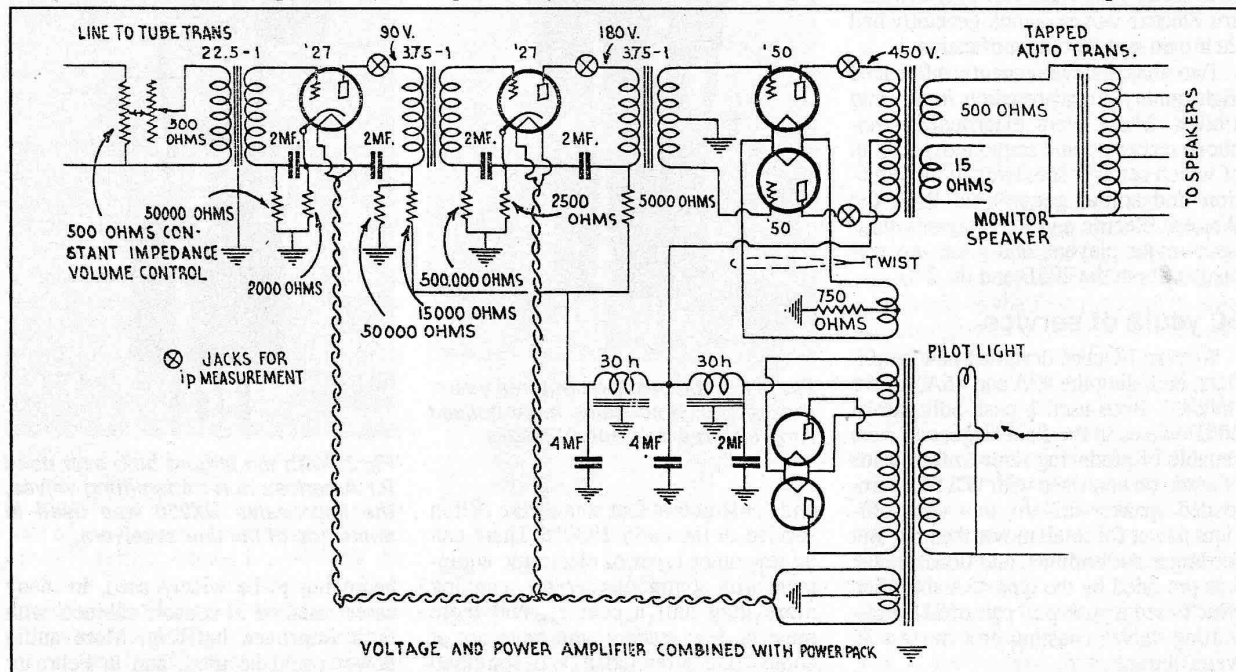 LINE TO TUBE TRANS
22.5-1
'27
90 V.
3.75-1
'27
180 V.
3.75-1
'50
450 V.
TAPPED
AUTO TRANS
300
OHMS
2MF.
2MF.
2MF.
2MF.
500 OHMS
15
OHMS
TO SPEAKERS
50000 OHMS
500 OHMS CON-
STANT IMPEDANCE
VOLUME CONTROL
2000 OHMS
2500
OHMS
5000 OHMS
'50
MONITOR
SPEAKER
TWIST
500.000 OHMS
15000 OHMS
50000 OHMS
750
OHMS
JACKS FOR
ip MEASUREMENT
30h
30h
PILOT LIGHT
4MF
4MF.
2MF
VOLTAGE AND POWER AMPLIFIER COMBINED WITH POWER PACK